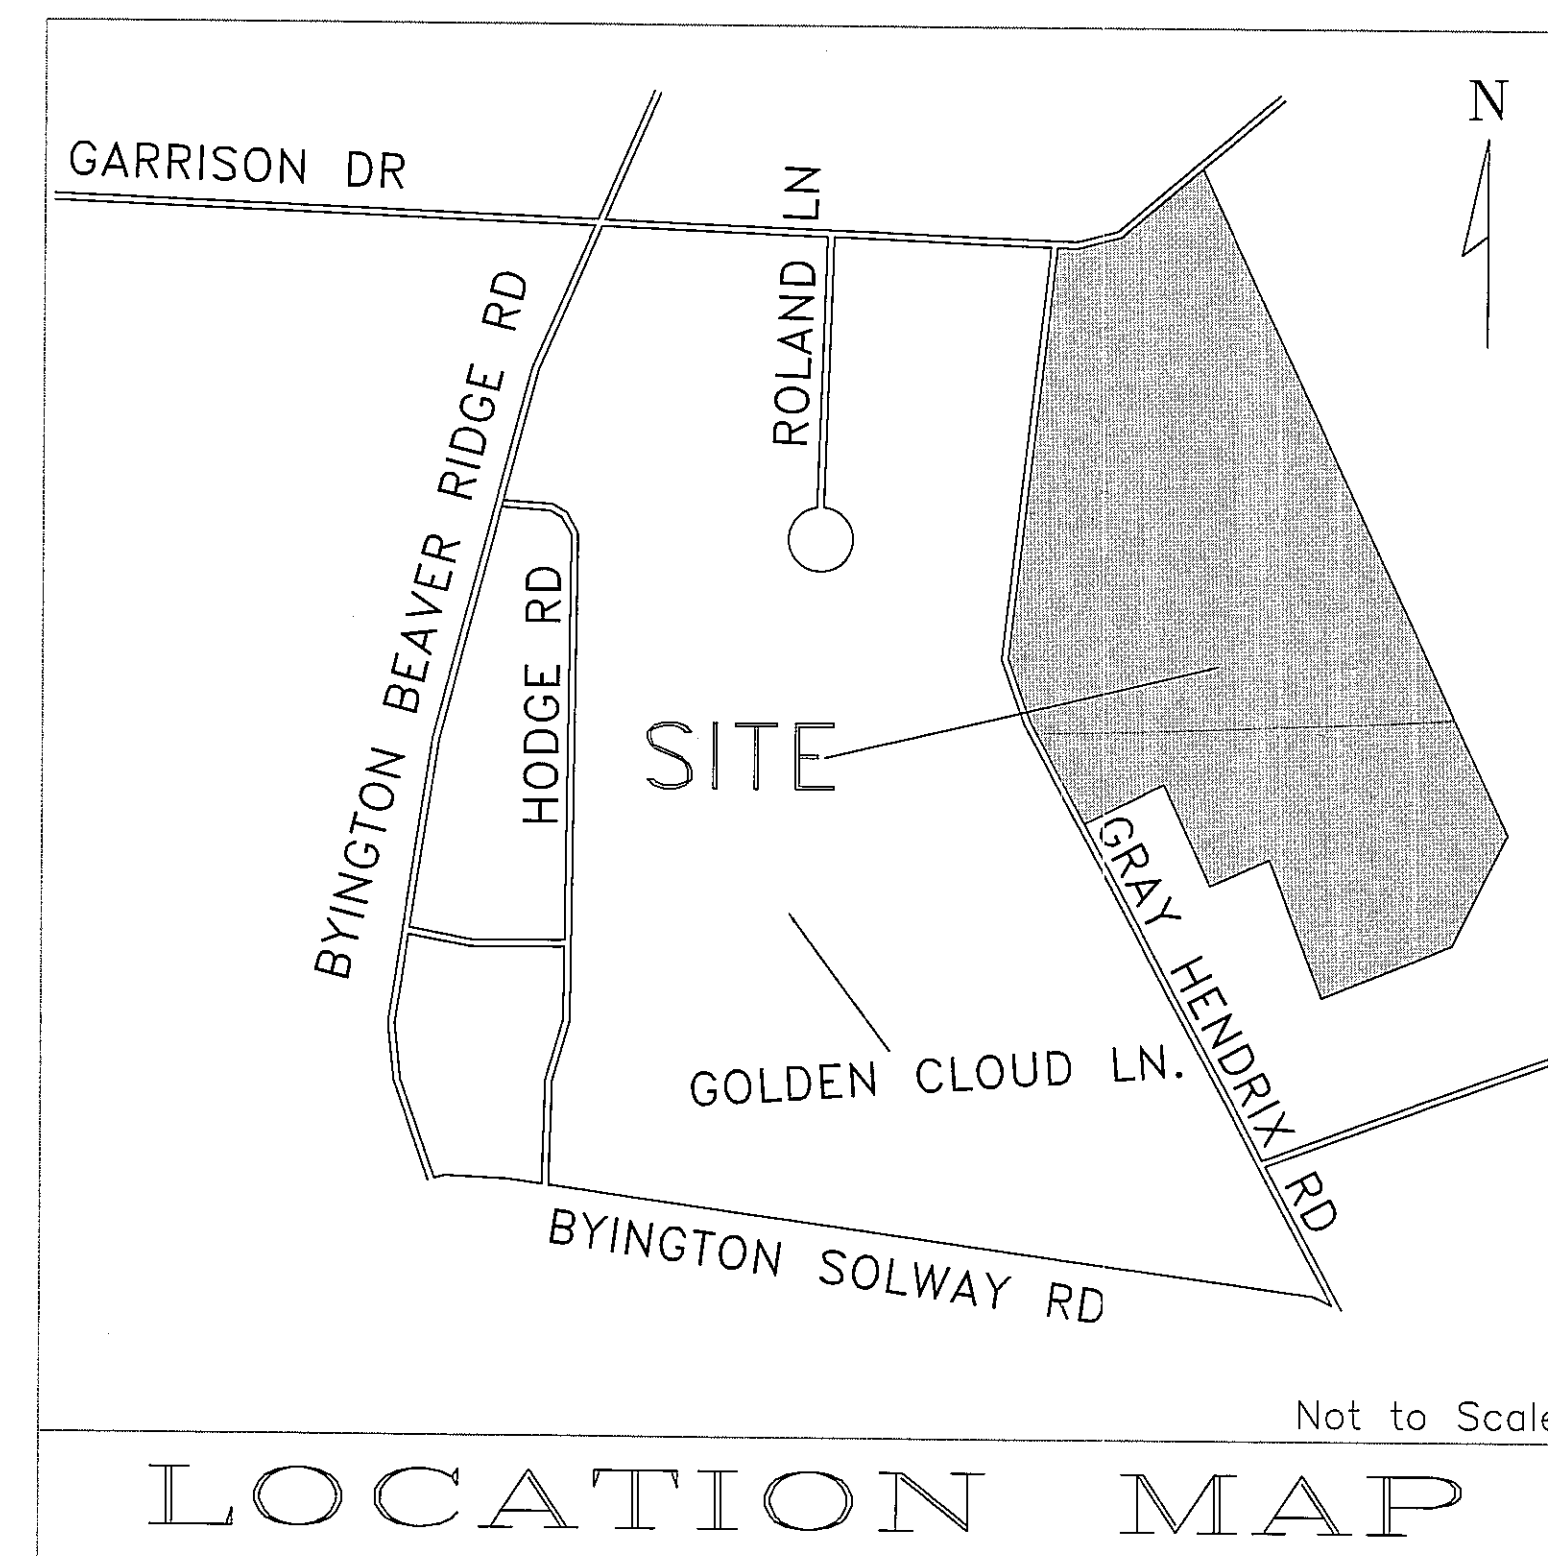 N
GARRISON DR
ROLAND LN
BYINGTON BEAVER RIDGE RD
HODGE RD
SITE
GRAY HENDRIX RD
GOLDEN CLOUD LN.
BYINGTON SOLWAY RD
Not to Scale
LOCATION MAP